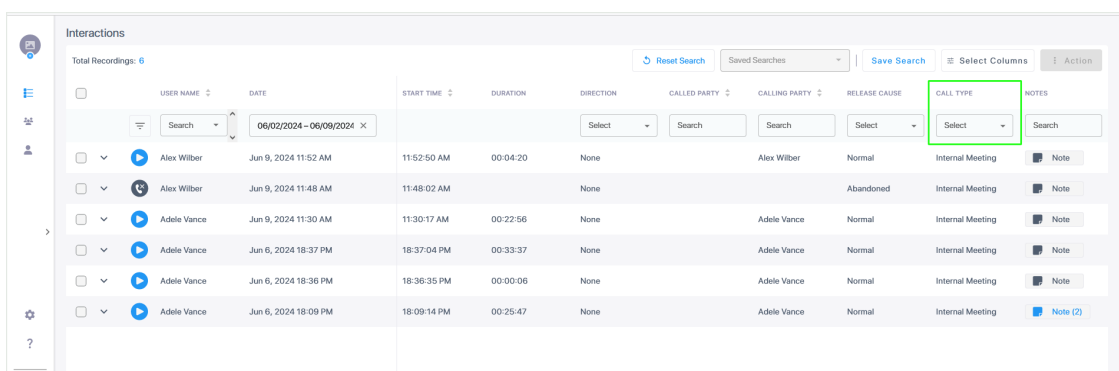 Interactions
Total Recordings: 6
Reset Search Saved Searches Save Search Select Columns Action
USER NAME DATE START TIME DURATION DIRECTION CALLED PARTY CALLING PARTY RELEASE CAUSE CALL TYPE NOTES
Search 06/02/2024 – 06/09/2024 × Select Search Search Select Select Search
Alex Wilber Jun 9, 2024 11:52 AM 11:52:50 AM 00:04:20 None Alex Wilber Normal Internal Meeting Note
Alex Wilber Jun 9, 2024 11:48 AM 11:48:02 AM None Abandoned Internal Meeting Note
Adele Vance Jun 9, 2024 11:30 AM 11:30:17 AM 00:22:56 None Adele Vance Normal Internal Meeting Note
Adele Vance Jun 6, 2024 18:37 PM 18:37:04 PM 00:33:37 None Adele Vance Normal Internal Meeting Note
Adele Vance Jun 6, 2024 18:36 PM 18:36:35 PM 00:00:06 None Adele Vance Normal Internal Meeting Note
Adele Vance Jun 6, 2024 18:09 PM 18:09:14 PM 00:25:47 None Adele Vance Normal Internal Meeting Note (2)
?